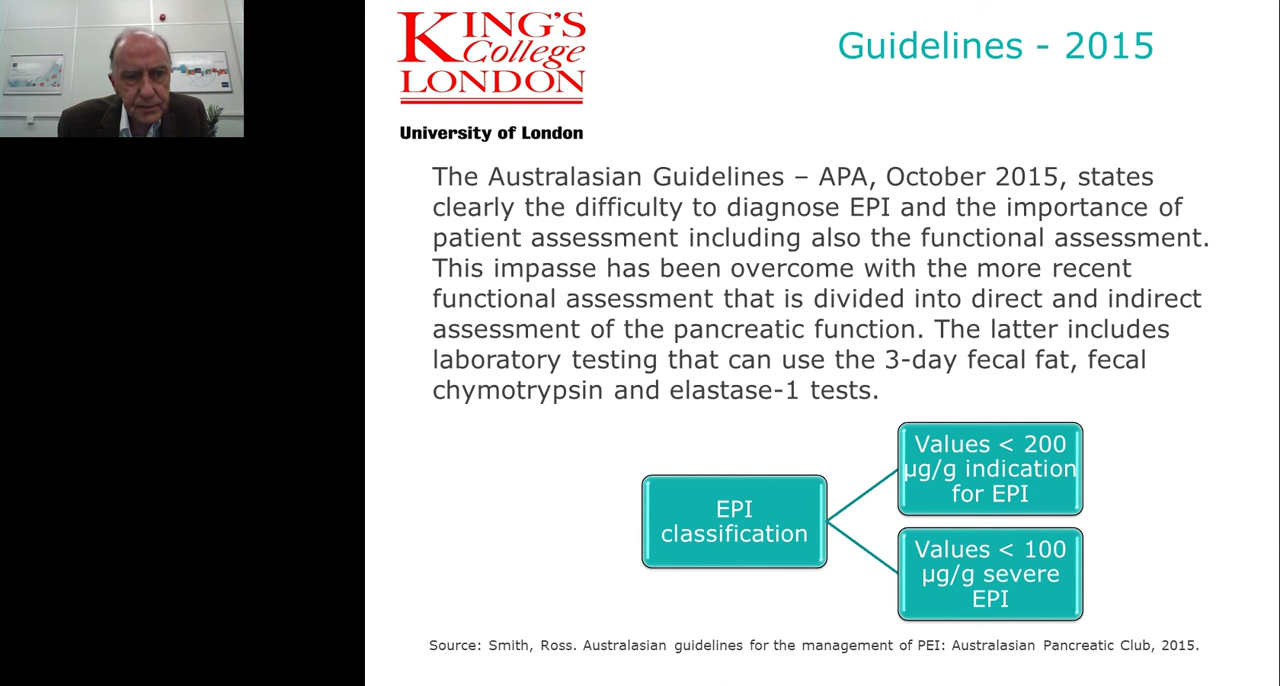 KING'S
College
LONDON
University of London
Guidelines - 2015
The Australasian Guidelines – APA, October 2015, states
clearly the difficulty to diagnose EPI and the importance of
patient assessment including also the functional assessment.
This impasse has been overcome with the more recent
functional assessment that is divided into direct and indirect
assessment of the pancreatic function. The latter includes
laboratory testing that can use the 3-day fecal fat, fecal
chymotrypsin and elastase-1 tests.
EPI
classification
Values < 200
µg/g indication
for EPI
Values < 100
µg/g severe
EPI
Source: Smith, Ross. Australasian guidelines for the management of PEI: Australasian Pancreatic Club, 2015.